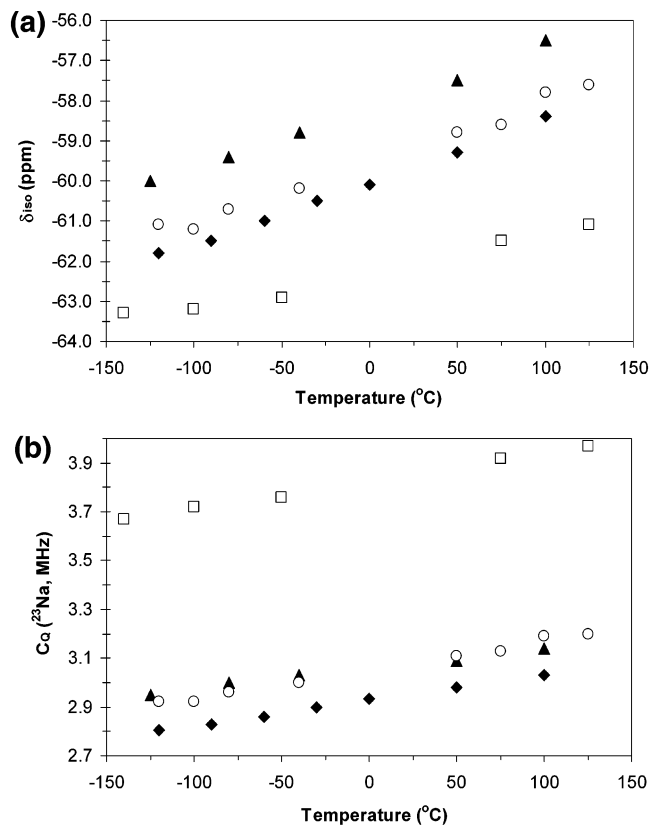 (a)
-56.0
-57.0
-58.0
-59.0
-60.0
-61.0
-62.0
-63.0
-64.0
δiso (ppm)
-150 -100 -50 0 50 100 150
Temperature (°C)
(b)
3.9
3.7
3.5
3.3
3.1
2.9
2.7
CQ (²³Na, MHz)
-150 -100 -50 0 50 100 150
Temperature (°C)